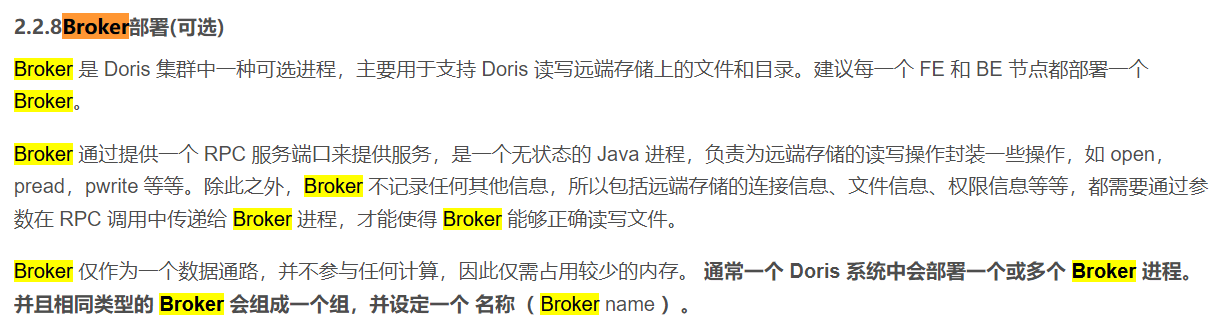 2.2.8Broker部署(可选)
Broker 是 Doris 集群中一种可选进程，主要用于支持 Doris 读写远端存储上的文件和目录。建议每一个 FE 和 BE 节点都部署一个
Broker。
Broker 通过提供一个 RPC 服务端口来提供服务，是一个无状态的 Java 进程，负责为远端存储的读写操作封装一些操作，如 open，
pread，pwrite 等等。除此之外，Broker 不记录任何其他信息，所以包括远端存储的连接信息、文件信息、权限信息等等，都需要通过参
数在 RPC 调用中传递给 Broker 进程，才能使得 Broker 能够正确读写文件。
Broker 仅作为一个数据通路，并不参与任何计算，因此仅需占用较少的内存。 通常一个 Doris 系统中会部署一个或多个 Broker 进程。
并且相同类型的 Broker 会组成一个组，并设定一个 名称（ Broker name ）。